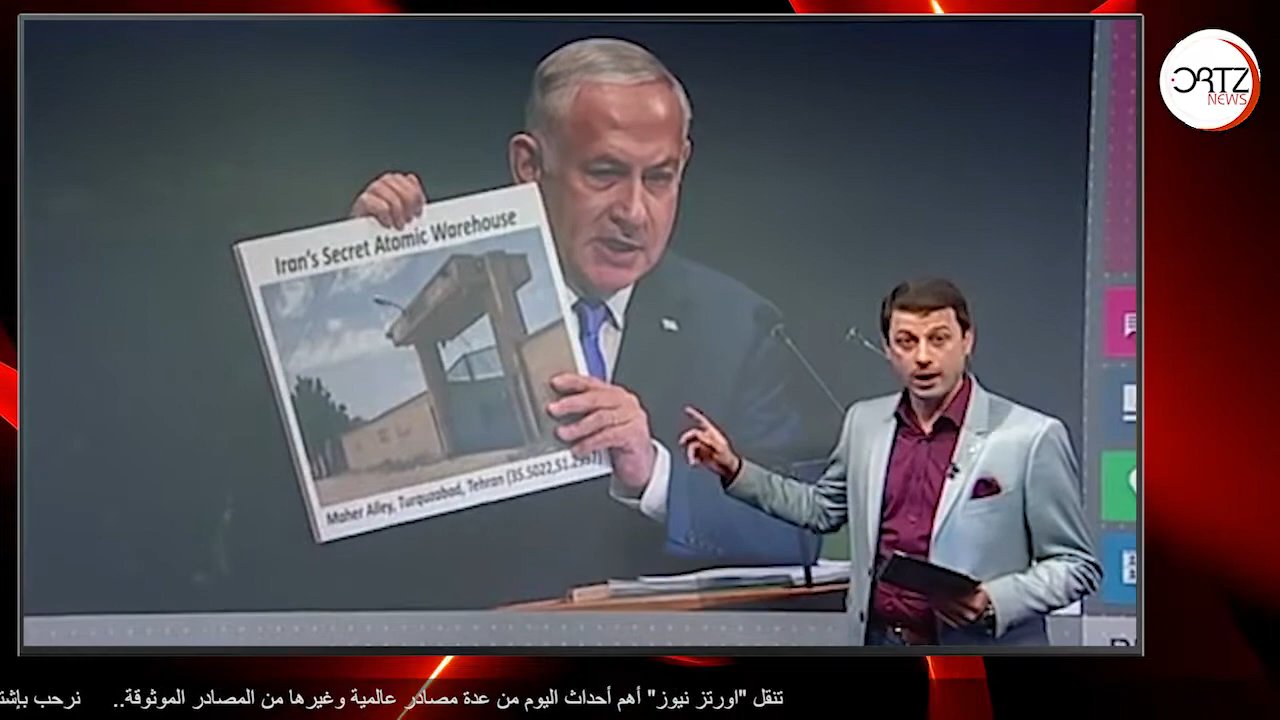 ORTZ
NEWS
Iran's Secret Atomic Warehouse
Maher Alley, Turquzabad, Tehran (35.5022,51.2957)
تنقل "اورتز نيوز" أهم أحداث اليوم من عدة مصادر عالمية وغيرها من المصادر الموثوقة.. نرحب